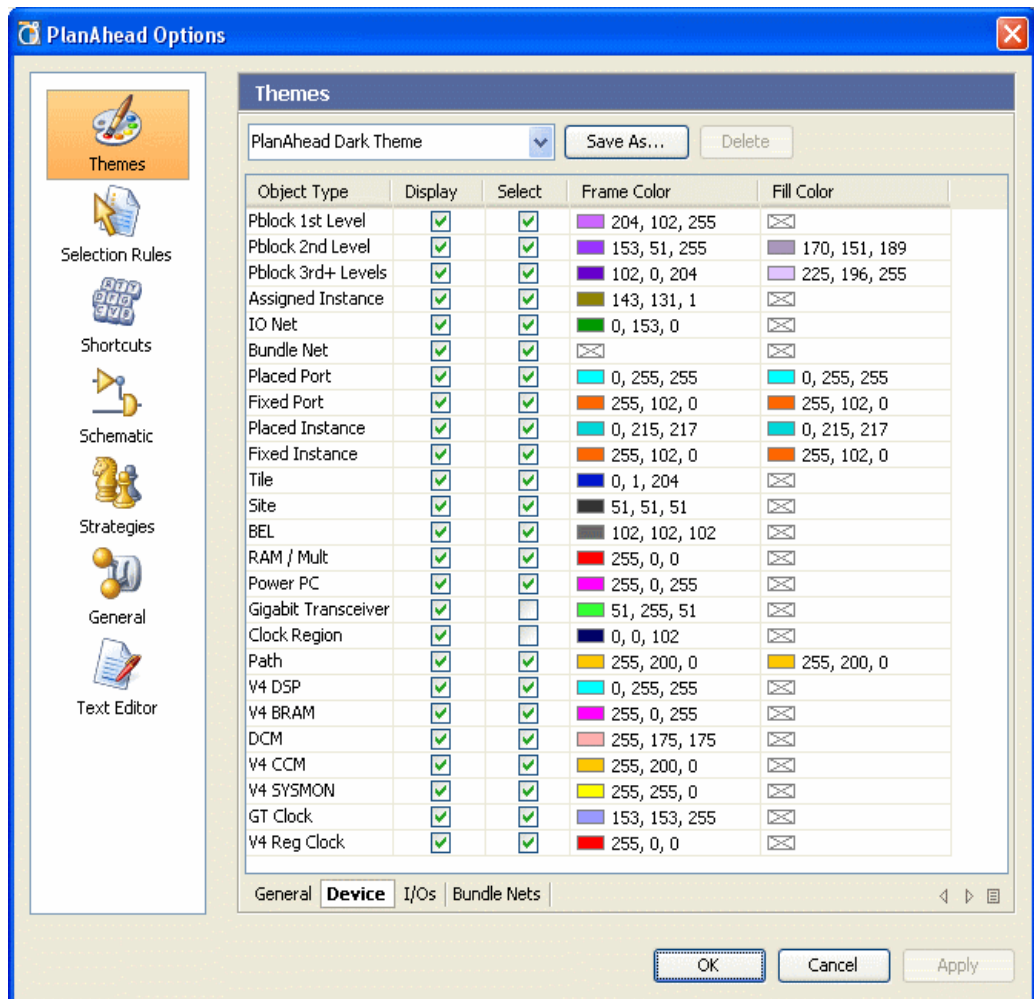 PlanAhead Options
Themes
Selection Rules
Shortcuts
Schematic
Strategies
General
Text Editor
Themes
PlanAhead Dark Theme Save As... Delete
Object Type Display Select Frame Color Fill Color
Pblock 1st Level 204, 102, 255
Pblock 2nd Level 153, 51, 255 170, 151, 189
Pblock 3rd+ Levels 102, 0, 204 225, 196, 255
Assigned Instance 143, 131, 1
IO Net 0, 153, 0
Bundle Net
Placed Port 0, 255, 255 0, 255, 255
Fixed Port 255, 102, 0 255, 102, 0
Placed Instance 0, 215, 217 0, 215, 217
Fixed Instance 255, 102, 0 255, 102, 0
Tile 0, 1, 204
Site 51, 51, 51
BEL 102, 102, 102
RAM / Mult 255, 0, 0
Power PC 255, 0, 255
Gigabit Transceiver 51, 255, 51
Clock Region 0, 0, 102
Path 255, 200, 0 255, 200, 0
V4 DSP 0, 255, 255
V4 BRAM 255, 0, 255
DCM 255, 175, 175
V4 CCM 255, 200, 0
V4 SYSMON 255, 255, 0
GT Clock 153, 153, 255
V4 Reg Clock 255, 0, 0
General Device I/Os Bundle Nets
OK Cancel Apply